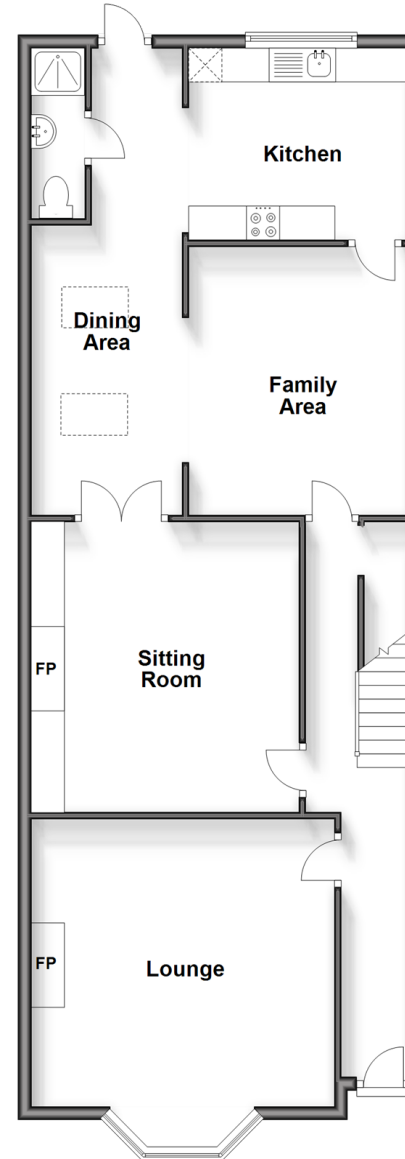 Kitchen
Dining
Area
Family
Area
FP
Sitting
Room
FP
Lounge